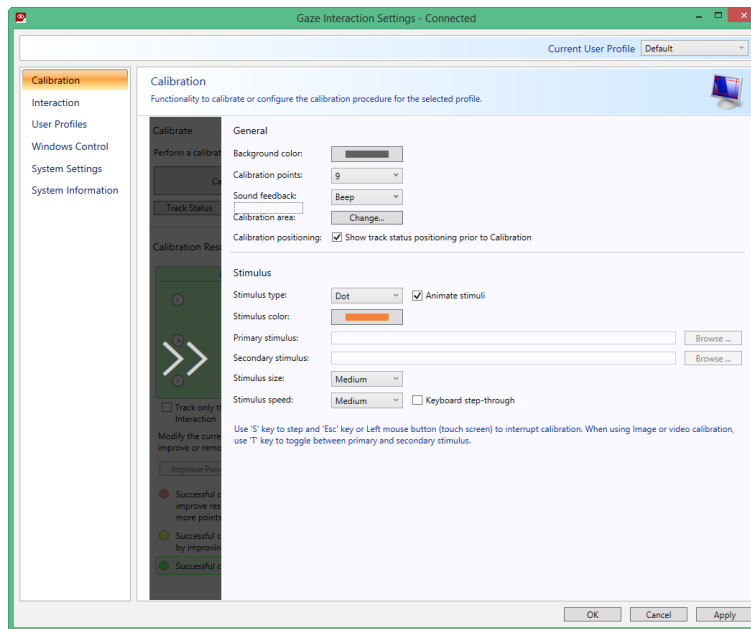 Gaze Interaction Settings - Connected
Current User Profile Default
Calibration
Interaction
User Profiles
Windows Control
System Settings
System Information
Calibration
Functionality to calibrate or configure the calibration procedure for the selected profile.
Calibrate
Perform a calibrat
Ca
Track Status
Calibration Resu
Track only th
Interaction
Modify the curre
improve or remo
Improve Poin
Successful c
improve res
more points
Successful c
by improvin
Successful c
General
Background color:
Calibration points: 9
Sound feedback: Beep
Calibration area: Change...
Calibration positioning: Show track status positioning prior to Calibration
Stimulus
Stimulus type: Dot Animate stimuli
Stimulus color:
Primary stimulus: Browse ...
Secondary stimulus: Browse ...
Stimulus size: Medium
Stimulus speed: Medium Keyboard step-through
Use 'S' key to step and 'Esc' key or Left mouse button (touch screen) to interrupt calibration. When using Image or video calibration,
use 'T' key to toggle between primary and secondary stimulus.
OK Cancel Apply